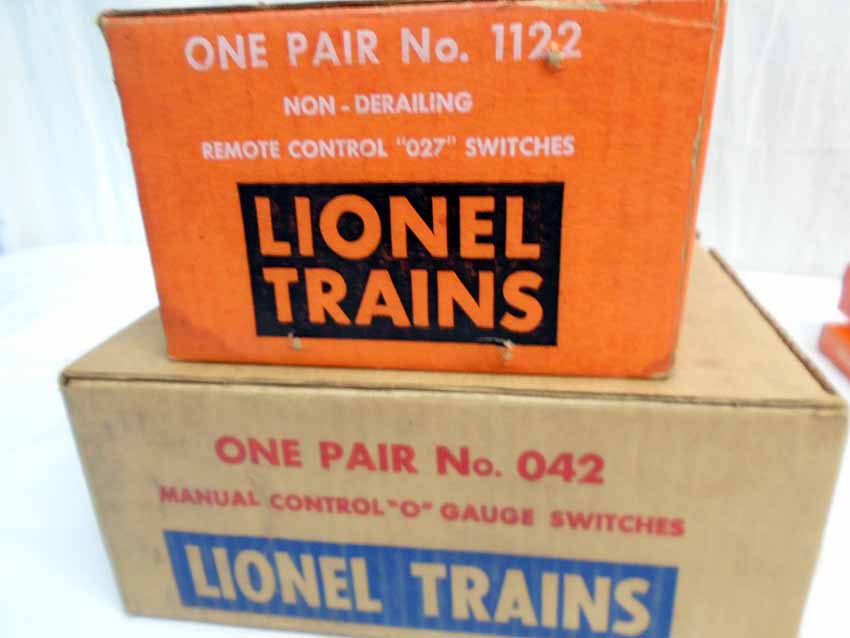 ONE PAIR No. 1122
NON-DERAILING
REMOTE CONTROL "027" SWITCHES
LIONEL
TRAINS
ONE PAIR No. 042
MANUAL CONTROL "O" GAUGE SWITCHES
LIONEL TRAINS